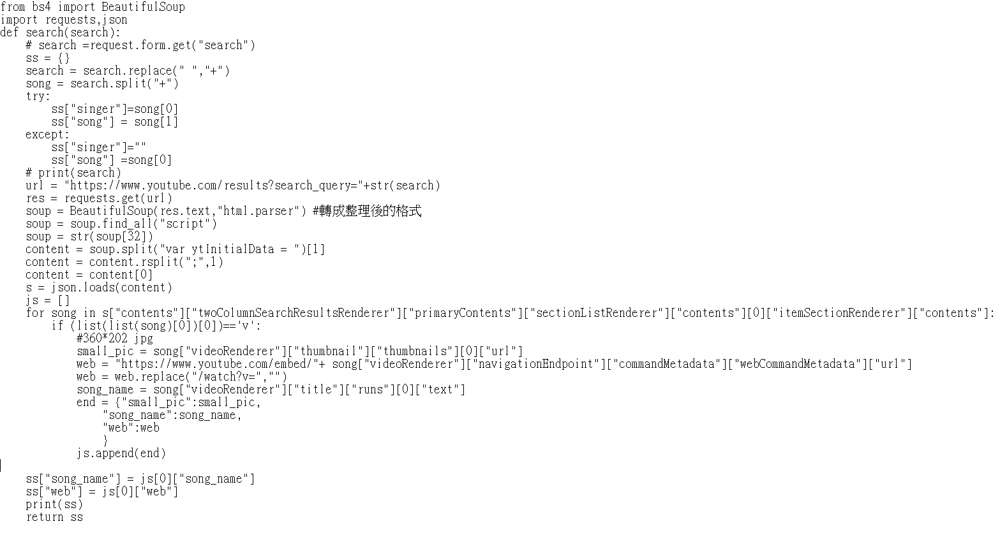 from bs4 import BeautifulSoup
import requests,json
def search(search):
    # search =request.form.get("search")
    ss = {}
    search = search.replace(" ","+")
    song = search.split("+")
    try:
        ss["singer"]=song[0]
        ss["song"] = song[1]
    except:
        ss["singer"]=""
        ss["song"] =song[0]
    # print(search)
    url = "https://www.youtube.com/results?search_query="+str(search)
    res = requests.get(url)
    soup = BeautifulSoup(res.text,"html.parser") #轉成整理後的格式
    soup = soup.find_all("script")
    soup = str(soup[32])
    content = soup.split("var ytInitialData = ")[1]
    content = content.rsplit(";",1)
    content = content[0]
    s = json.loads(content)
    js = []
    for song in s["contents"]["twoColumnSearchResultsRenderer"]["primaryContents"]["sectionListRenderer"]["contents"][0]["itemSectionRenderer"]["contents"]:
        if (list(list(song)[0])[0])=='v':
            #360*202 jpg
            small_pic = song["videoRenderer"]["thumbnail"]["thumbnails"][0]["url"]
            web = "https://www.youtube.com/embed/"+ song["videoRenderer"]["navigationEndpoint"]["commandMetadata"]["webCommandMetadata"]["url"]
            web = web.replace("/watch?v=","")
            song_name = song["videoRenderer"]["title"]["runs"][0]["text"]
            end = {"small_pic":small_pic,
                "song_name":song_name,
                "web":web
                }
            js.append(end)

    ss["song_name"] = js[0]["song_name"]
    ss["web"] = js[0]["web"]
    print(ss)
    return ss